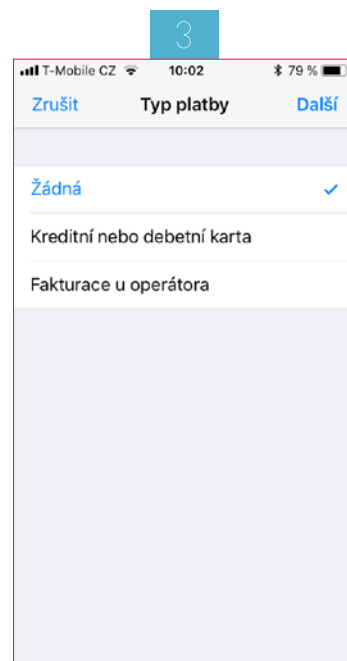 3
T-Mobile CZ 10:02 79 %
Zrušit Typ platby Další
Žádná
Kreditní nebo debetní karta
Fakturace u operátora